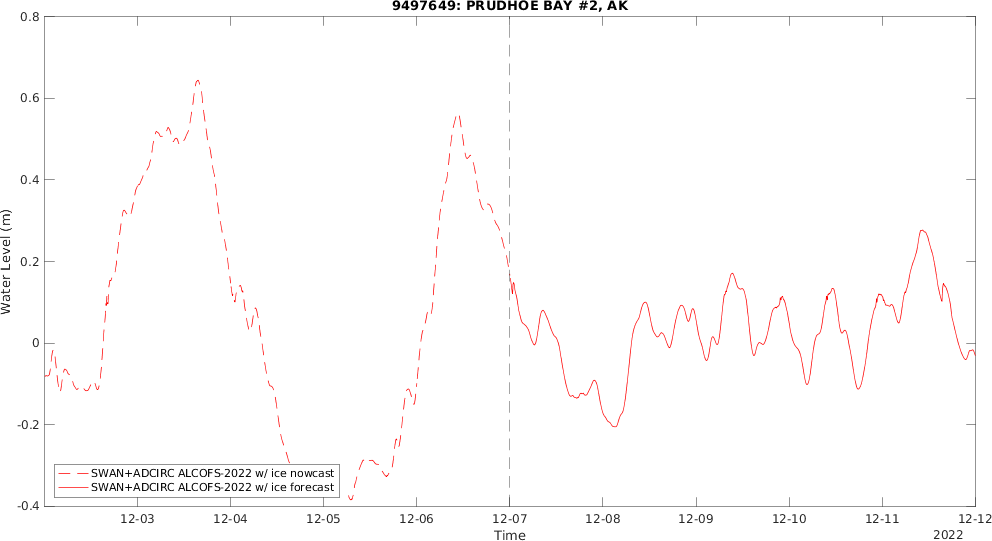 9497649: PRUDHOE BAY #2, AK
0.8
0.6
0.4
0.2
0
-0.2
-0.4
Water Level (m)
SWAN+ADCIRC ALCOFS-2022 w/ ice nowcast
SWAN+ADCIRC ALCOFS-2022 w/ ice forecast
12-03 12-04 12-05 12-06 12-07 12-08 12-09 12-10 12-11 12-12
Time
2022